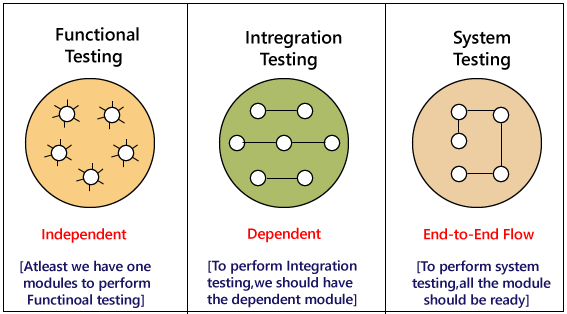 Functional
Testing
Intregration
Testing
System
Testing
Independent
Dependent
End-to-End Flow
[Atleast we have one
modules to perform
Functinoal testing]
[To perform Integration
testing,we should have
the dependent module]
[To perform system
testing,all the module
should be ready]